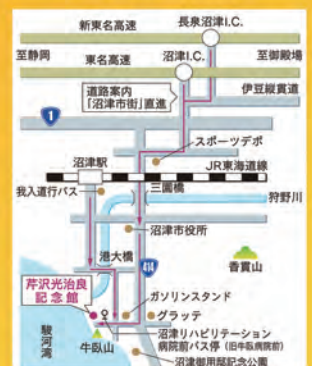 長泉沼津I.C.
新東名高速
至静岡
東名高速
沼津I.C.
至御殿場
道路案内
「沼津市街」直進
伊豆縦貫道
1
スポーツデポ
沼津駅
JR東海道線
我入道行バス
三園橋
狩野川
沼津市役所
港大橋
414
香貫山
芹沢光治良
記念館
ガソリンスタンド
グラッテ
駿河湾
牛臥山
沼津リハビリテーション
病院前バス停(旧牛臥病院前)
沼津御用邸記念公園